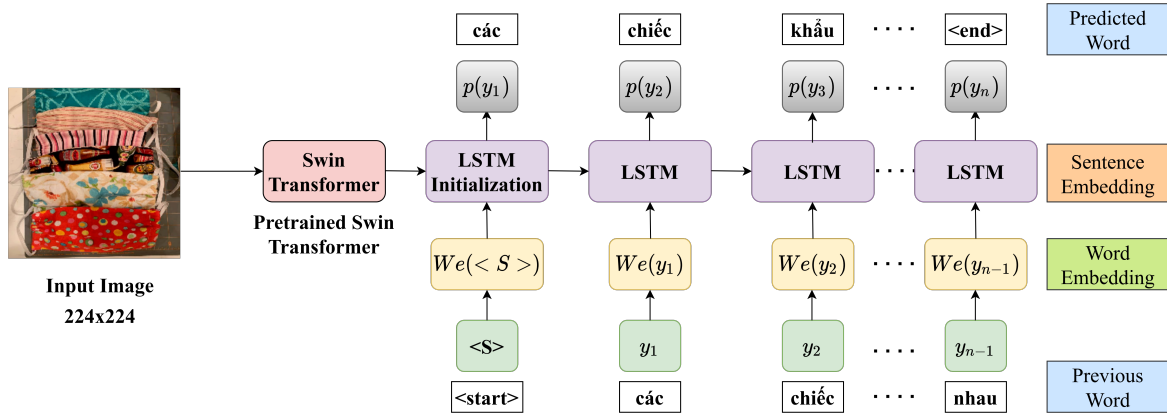 các chiếc khẩu .... <end> Predicted
Word
p(y₁) p(y₂) p(y₃) .... p(yₙ)
Swin
Transformer
LSTM
Initialization
LSTM LSTM .... LSTM
Sentence
Embedding
Pretrained Swin
Transformer
We(< S >) We(y₁) We(y₂) .... We(yₙ₋₁)
Word
Embedding
Input Image
224x224
<S> y₁ y₂ .... yₙ₋₁
<start> các chiếc .... nhau
Previous
Word